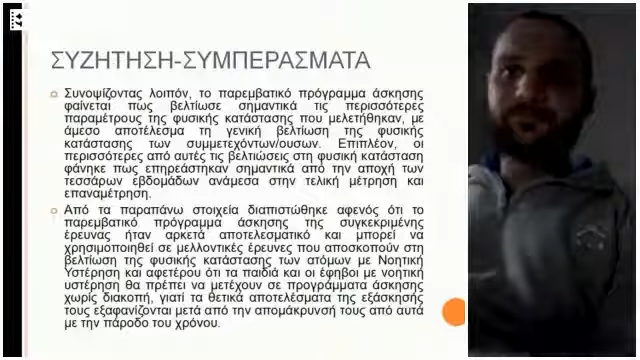 ΣΥΖΗΤΗΣΗ-ΣΥΜΠΕΡΑΣΜΑΤΑ
Συνοψίζοντας λοιπόν, το παρεμβατικό πρόγραμμα άσκησης
φαίνεται πως βελτίωσε σημαντικά τις περισσότερες
παραμέτρους της φυσικής κατάστασης που μελετήθηκαν, με
άμεσο αποτέλεσμα τη γενική βελτίωση της φυσικής
κατάστασης των συμμετεχόντων/ουσων. Επιπλέον, οι
περισσότερες από αυτές τις βελτιώσεις στη φυσική κατάσταση
φάνηκε πως επηρεάστηκαν σημαντικά από την αποχή των
τεσσάρων εβδομάδων ανάμεσα στην τελική μέτρηση και
επαναμέτρηση.
Από τα παραπάνω στοιχεία διαπιστώθηκε αφενός ότι το
παρεμβατικό πρόγραμμα άσκησης της συγκεκριμένης
έρευνας ήταν αρκετά αποτελεσματικό και μπορεί να
χρησιμοποιηθεί σε μελλοντικές έρευνες που αποσκοπούν στη
βελτίωση της φυσικής κατάστασης των ατόμων με Νοητική
Υστέρηση και αφετέρου ότι τα παιδιά και οι έφηβοι με νοητική
υστέρηση θα πρέπει να μετέχουν σε προγράμματα άσκησης
χωρίς διακοπή, γιατί τα θετικά αποτελέσματα της εξάσκησής
τους εξαφανίζονται μετά από την απομάκρυνσή τους από αυτά
με την πάροδο του χρόνου.